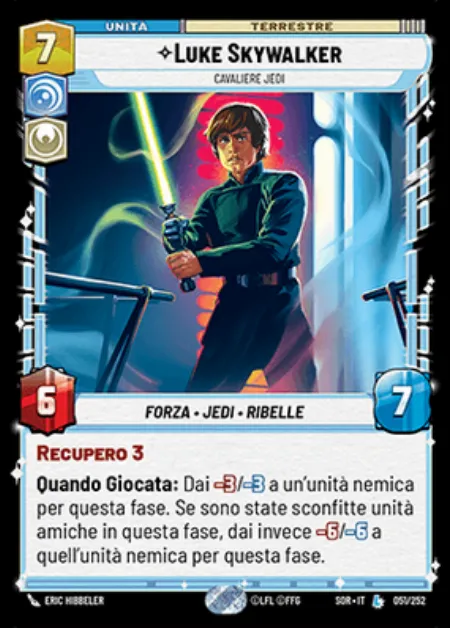 UNITÀ TERRESTRE
7 Luke Skywalker
CAVALIERE JEDI
6 FORZA • JEDI • RIBELLE 7
Recupero 3
Quando Giocata: Dai -3/-3 a un'unità nemica
per questa fase. Se sono state sconfitte unità
amiche in questa fase, dai invece -6/-6 a
quell'unità nemica per questa fase.
ERIC HIBBELER ©LFL ©FFG SOR • IT L 051/252